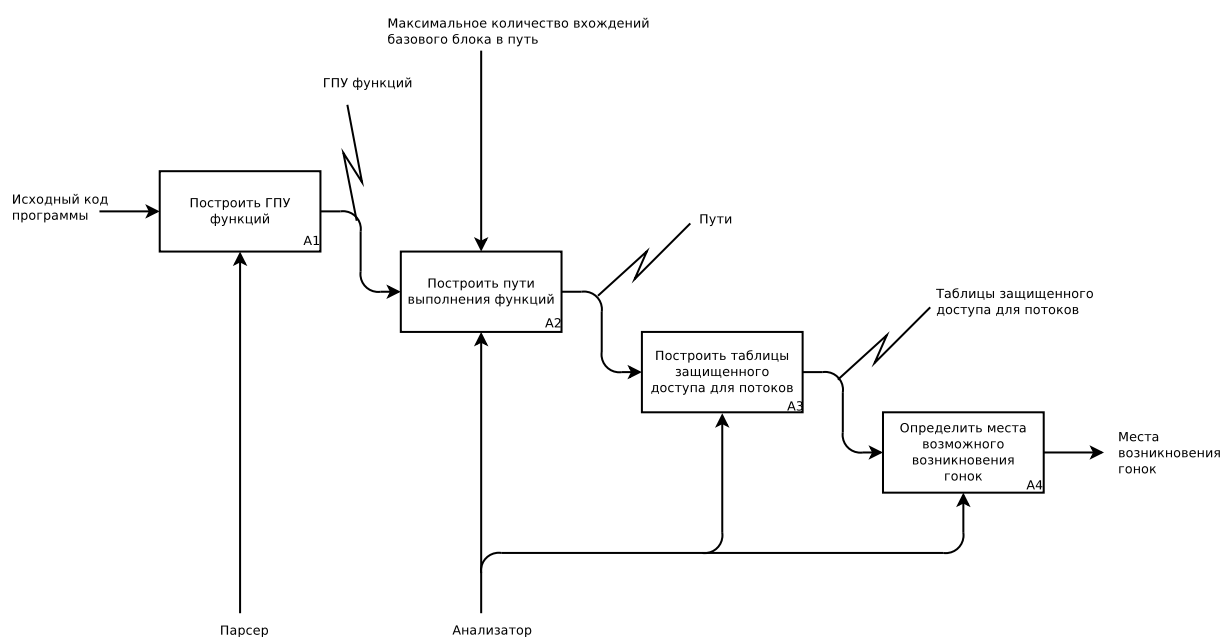 Максимальное количество вхождений
базового блока в путь
ГПУ функций
Исходный код
программы
Построить ГПУ
функций
A1
Пути
Построить пути
выполнения функций
A2
Таблицы защищенного
доступа для потоков
Построить таблицы
защищенного
доступа для потоков
A3
Определить места
возможного
возникновения
гонок
A4
Места
возникновения
гонок
Парсер
Анализатор